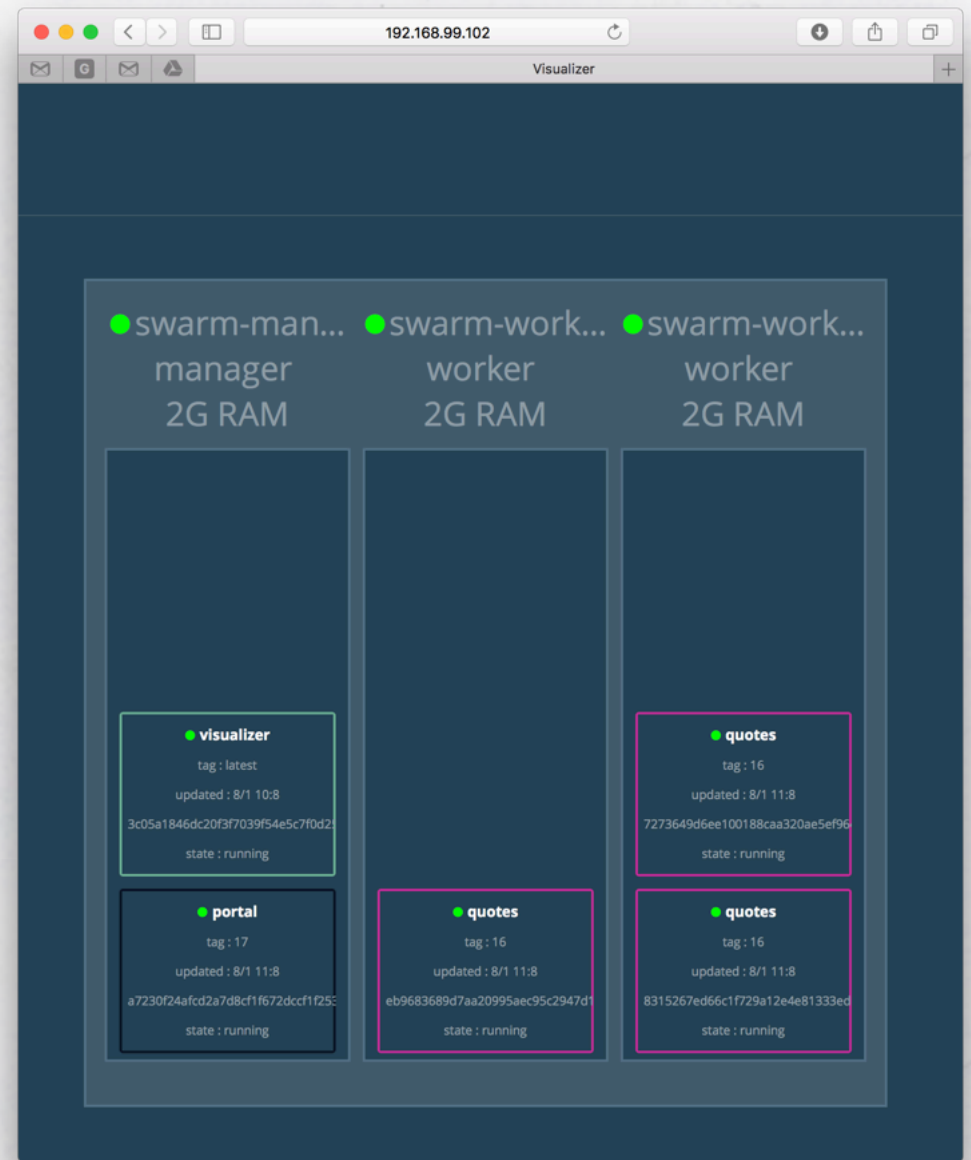 192.168.99.102
G
Visualizer
swarm-man...
manager
2G RAM
swarm-work...
worker
2G RAM
swarm-work...
worker
2G RAM
visualizer
tag : latest
updated : 8/1 10:8
3c05a1846dc20f3f7039f54e5c7f0d25
state : running
portal
tag : 17
updated : 8/1 11:8
a7230f24afcd2a7d8cf1f672dccf1f253
state : running
quotes
tag : 16
updated : 8/1 11:8
eb9683689d7aa20995aec95c2947d1
state : running
quotes
tag : 16
updated : 8/1 11:8
7273649d6ee100188caa320ae5ef96
state : running
quotes
tag : 16
updated : 8/1 11:8
8315267ed66c1f729a12e4e81333ed
state : running